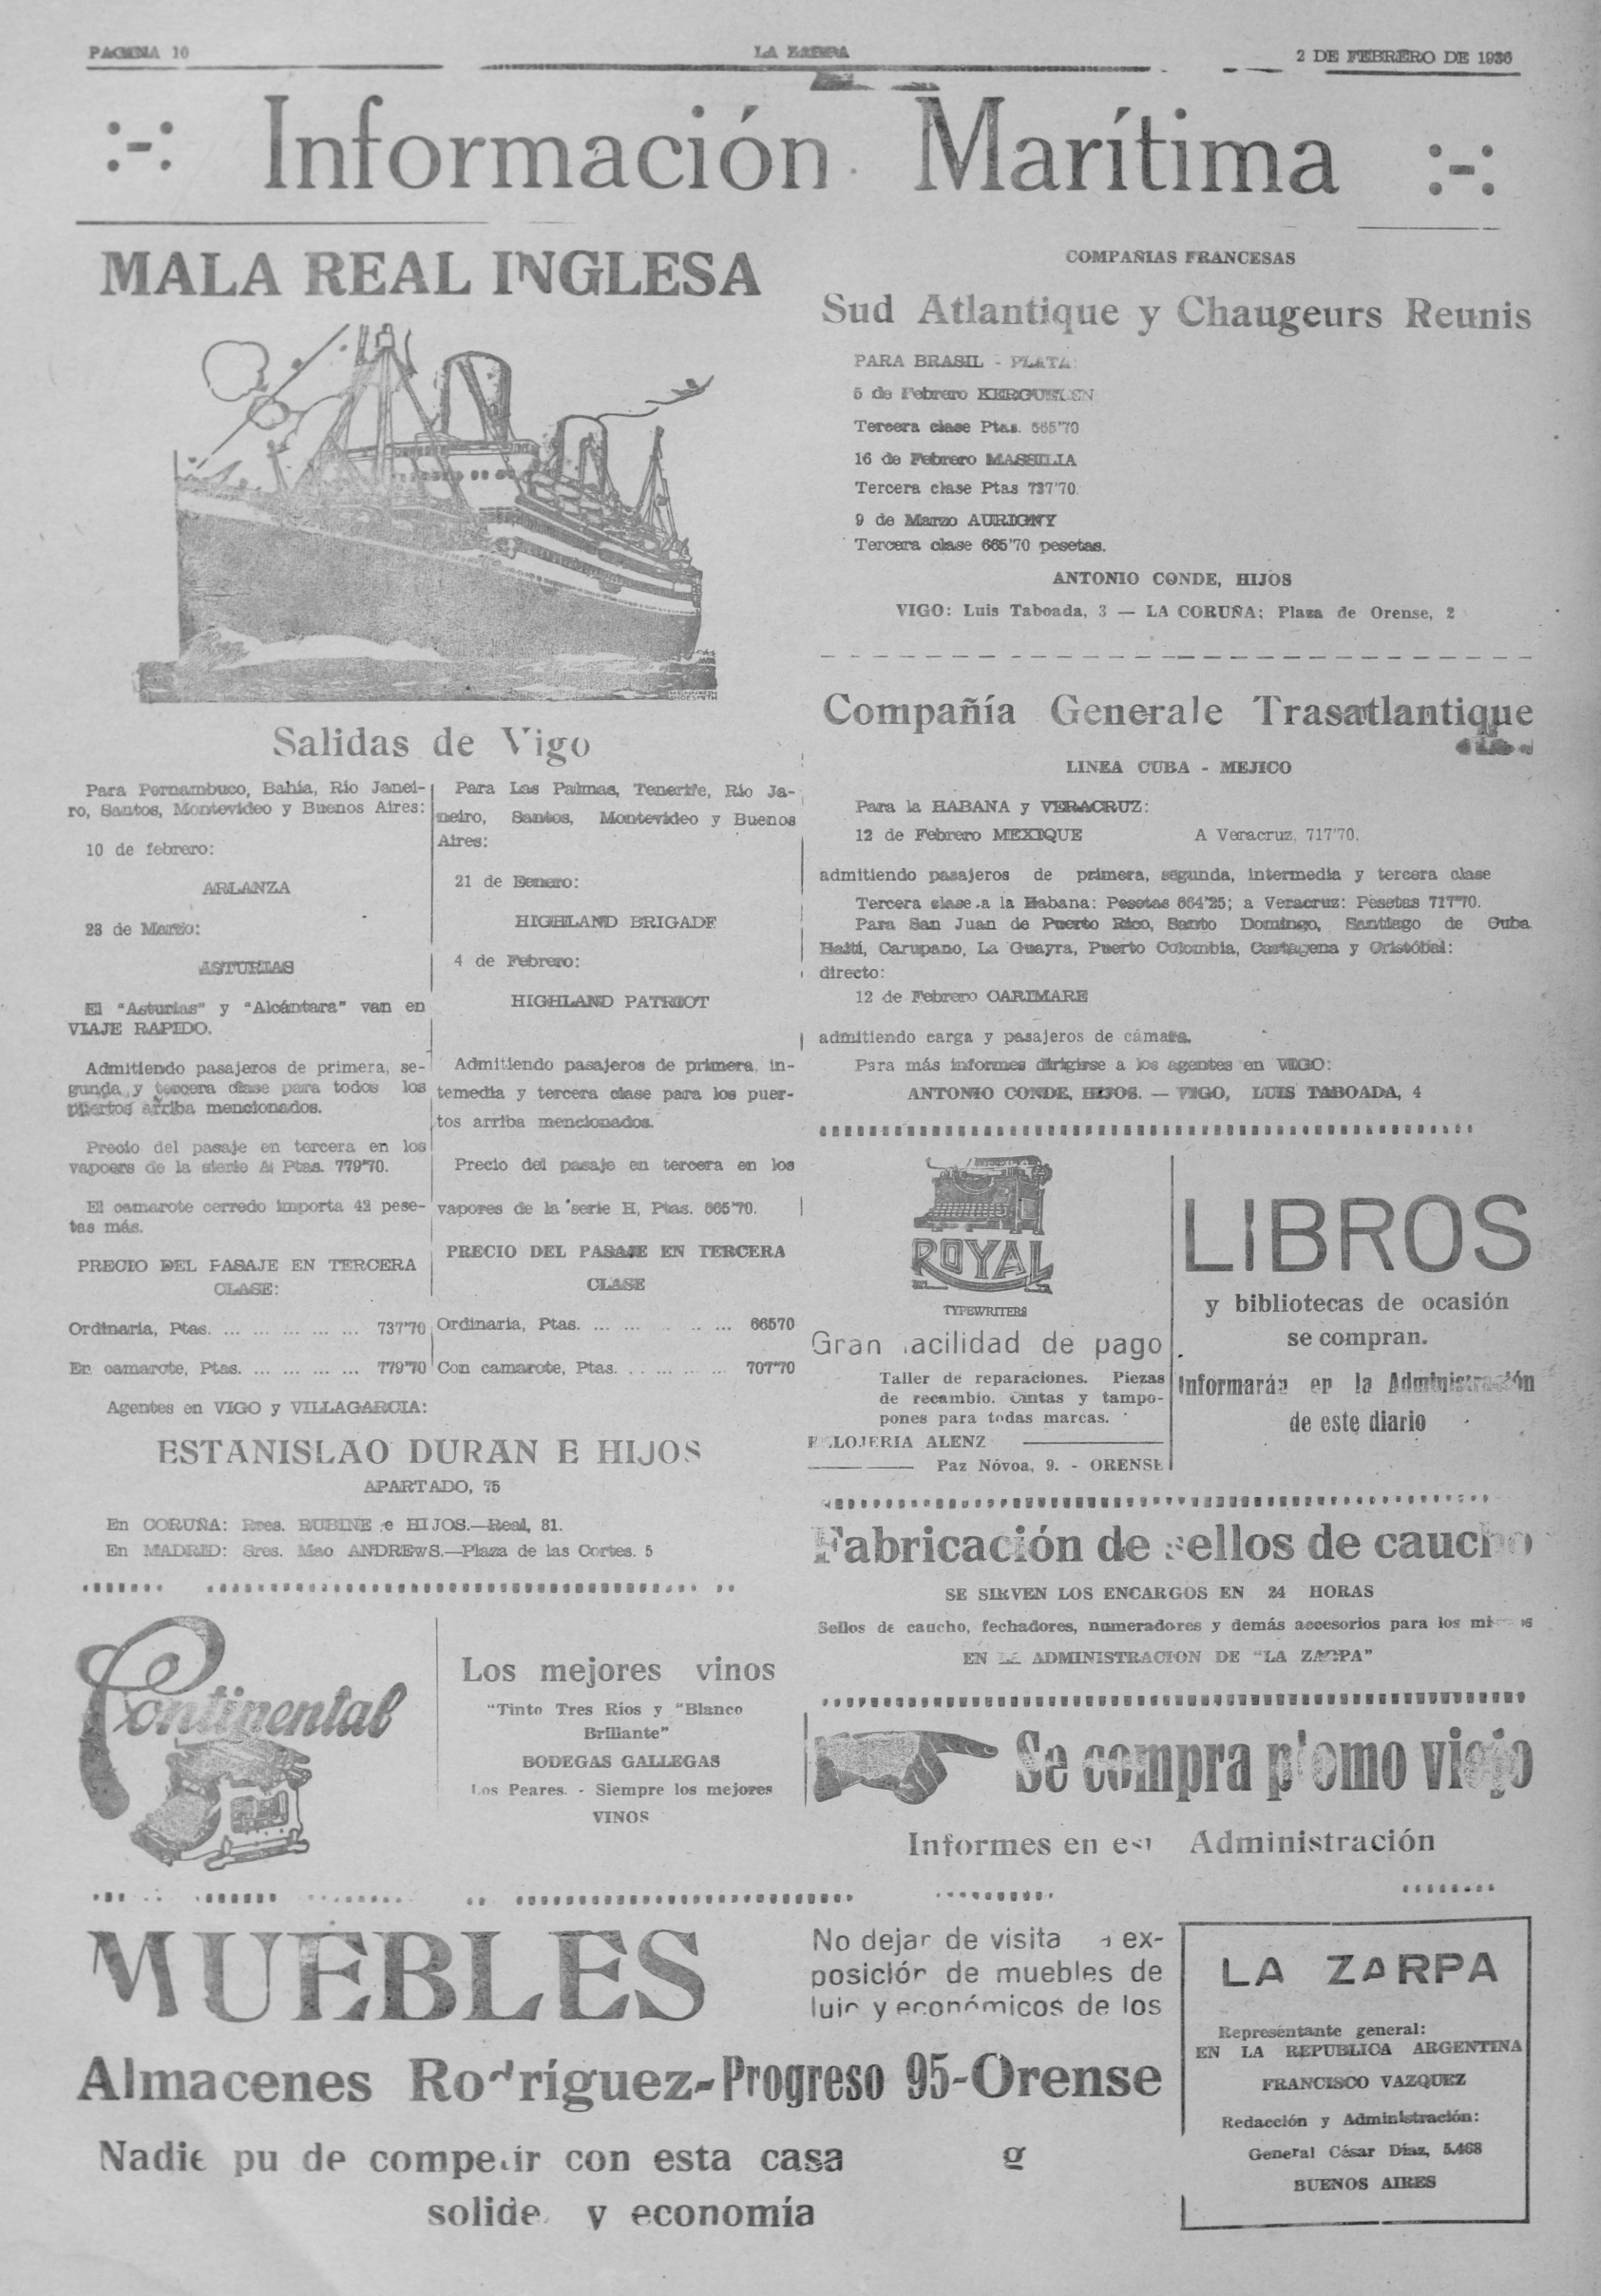 PAGINA 10
LA ZARPA
2 DE FEBRERO DE 1936
:-: Información Marítima :-:
MALA REAL INGLESA
Salidas de Vigo
Para Pernambuco, Bahía, Río Janei-
ro, Santos, Montevideo y Buenos Aires:
10 de febrero:
ARLANZA
23 de Marzo:
ASTURIAS
El "Asturias" y "Alcántara" van en
VIAJE RAPIDO.
Admitiendo pasajeros de primera, se-
gunda y tercera clase para todos los
puertos arriba mencionados.
Precio del pasaje en tercera en los
vapoers de la sierie A: Ptas. 779'70.
El camarote cerredo importa 42 pese-
tas más.
PRECIO DEL PASAJE EN TERCERA
CLASE:
Ordinaria, Ptas. ... ... ... ... ... 737'70
En camarote, Ptas. ... ... ... ... 779'70
Para Las Palmas, Tenerife, Río Ja-
neiro, Santos, Montevideo y Buenos
Aires:
21 de Eenero:
HIGHLAND BRIGADE
4 de Febrero:
HIGHLAND PATRIOT
Admitiendo pasajeros de primera, in-
temedia y tercera clase para los puer-
tos arriba mencionados.
Precio del pasaje en tercera en los
vapores de la serie H, Ptas. 665'70.
PRECIO DEL PASAJE EN TERCERA
CLASE
Ordinaria, Ptas. ... ... .. .. ... 66570
Con camarote, Ptas. . . ... ... ... 707'70
Agentes en VIGO y VILLAGARCIA:
ESTANISLAO DURAN E HIJOS
APARTADO, 75
En CORUÑA: Rres. RUBINE e HIJOS.—Real, 81.
En MADRID: Sres. Mao ANDREWS.—Plaza de las Cortes. 5
Continental
Los mejores vinos
"Tinto Tres Ríos y "Blanco
Brillante"
BODEGAS GALLEGAS
Los Peares. - Siempre los mejores
VINOS
COMPAÑIAS FRANCESAS
Sud Atlantique y Chaugeurs Reunis
PARA BRASIL - PLATA
5 de Febrero KERGUELEN
Tercera clase Ptas. 665'70
16 de Febrero MASSILIA
Tercera clase Ptas 737'70.
9 de Marzo AURIGNY
Tercera clase 665'70 pesetas.
ANTONIO CONDE, HIJOS
VIGO: Luis Taboada, 3 — LA CORUÑA: Plaza de Orense, 2
Compañía Generale Trasatlantique
LINEA CUBA - MEJICO
Para la HABANA y VERACRUZ:
12 de Febrero MEXIQUE A Veracruz, 717'70.
admitiendo pasajeros de primera, segunda, intermedia y tercera clase
Tercera clase a la Habana: Pesetas 664'25; a Veracruz: Pesetas 717'70.
Para San Juan de Puerto Rico, Santo Domingo, Santiago de Cuba
Haití, Carupano, La Guayra, Puerto Colombia, Cartagena y Cristóbal:
directo:
12 de Febrero CARIMARE
admitiendo carga y pasajeros de cámara.
Para más informes dirigirse a los agentes en VIGO:
ANTONIO CONDE, HIJOS. — VIGO, LUIS TABOADA, 4
ROYAL
TYPEWRITERS
Gran acilidad de pago
Taller de reparaciones. Piezas
de recambio. Cintas y tampo-
pones para todas marcas.
RELOJERIA ALENZ
Paz Nóvoa, 9. - ORENSE
LIBROS
y bibliotecas de ocasión
se compran.
Informarán en la Administración
de este diario
Fabricación de sellos de caucho
SE SIRVEN LOS ENCARGOS EN 24 HORAS
Sellos de caucho, fechadores, numeradores y demás accesorios para los
EN LA ADMINISTRACION DE "LA ZARPA"
Se compra plomo viejo
Informes en est Administración
MUEBLES
No dejar de visita ex-
posición de muebles de
lujo y económicos de los
Almacenes Rodríguez-Progreso 95-Orense
Nadie pu de competir con esta casa g
solide y economía
LA ZARPA
Representante general:
EN LA REPUBLICA ARGENTINA
FRANCISCO VAZQUEZ
Redacción y Administración:
General César Díaz, 5.468
BUENOS AIRES